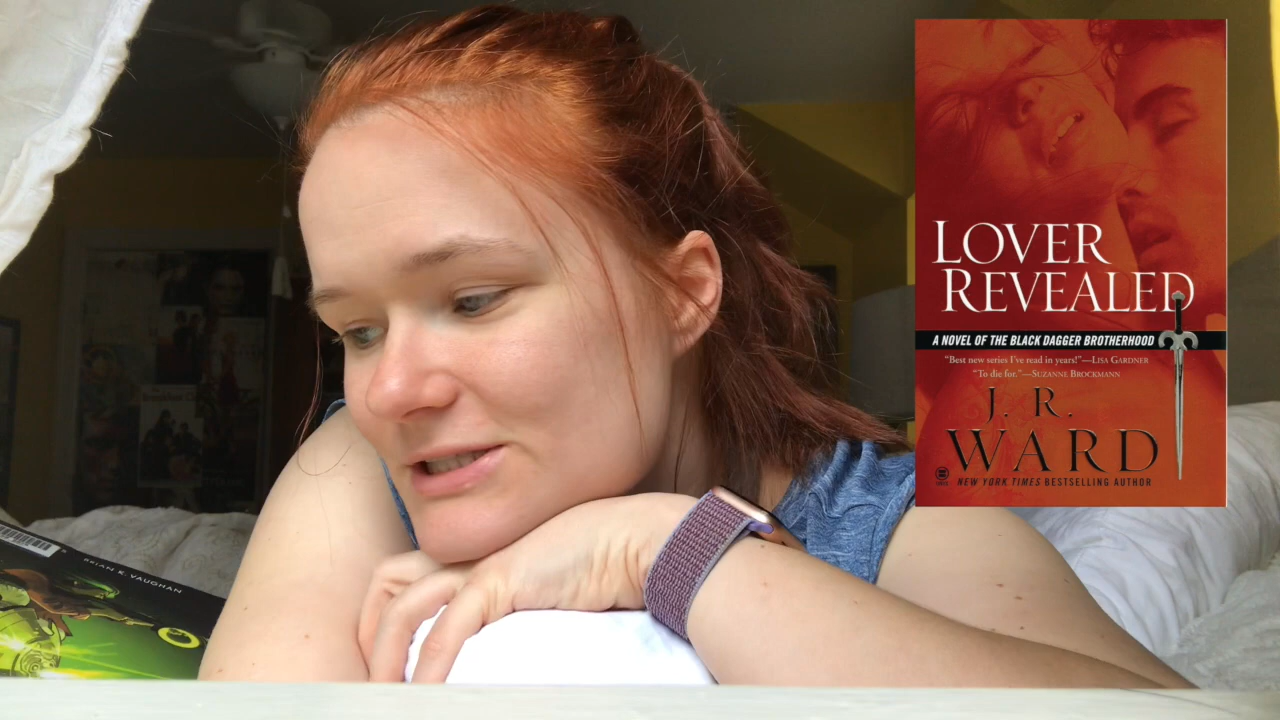 BRIAN K. VAUGHAN
LOVER
REVEALED
A NOVEL OF THE BLACK DAGGER BROTHERHOOD
"Best new series I've read in years!"—LISA GARDNER
"To die for."—SUZANNE BROCKMANN
J. R.
WARD
NEW YORK TIMES BESTSELLING AUTHOR